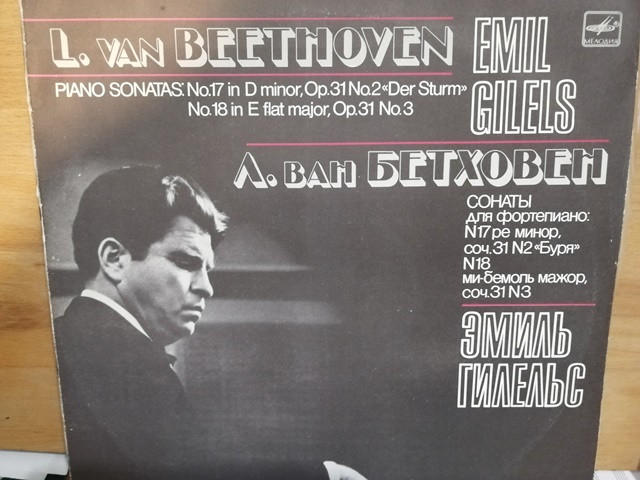 L. VAN BEETHOVEN
PIANO SONATAS: No.17 in D minor, Op.31 No.2 «Der Sturm»
No.18 in E flat major, Op.31 No.3
EMIL
GILELS
МЕЛОДИЯ
Л. ВАН БЕТХОВЕН
СОНАТЫ
для фортепиано:
N17 ре минор,
соч.31 N2 «Буря»
N18
ми-бемоль мажор,
соч.31 N3
ЭМИЛЬ
ГИЛЕЛЬС